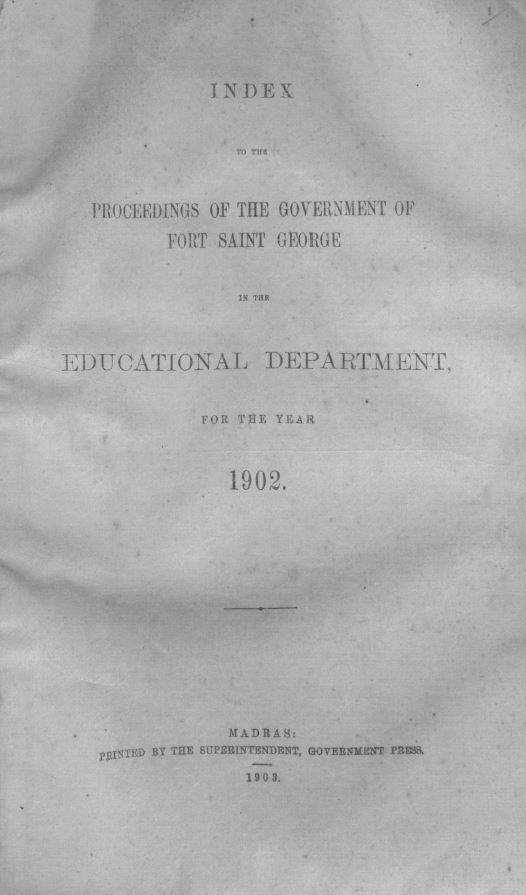 1
INDEX
TO THE
PROCEEDINGS OF THE GOVERNMENT OF
FORT SAINT GEORGE
IN THE
EDUCATIONAL DEPARTMENT,
FOR THE YEAR
1902.
MADRAS:
PRINTED BY THE SUPERINTENDENT, GOVERNMENT PRESS.
1903.